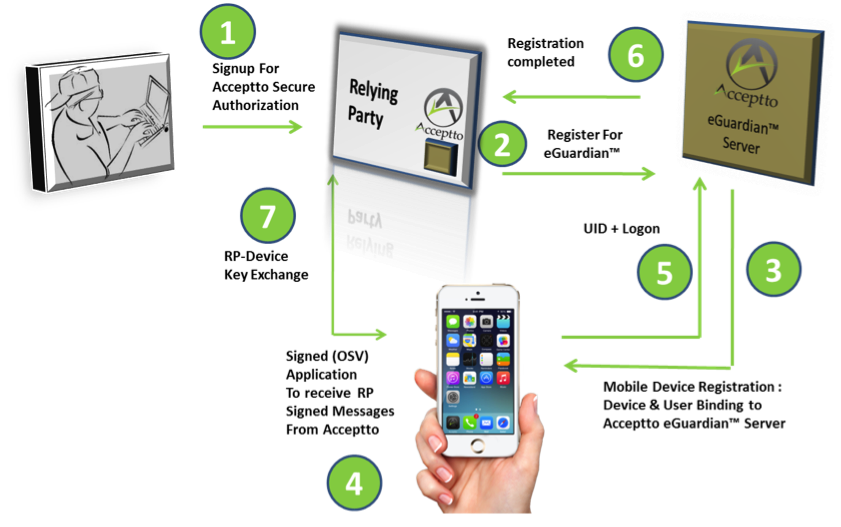 1
Signup For
Acceptto Secure
Authorization
Relying
Party
Acceptto
2
Register For
eGuardian™
Registration
completed
6
Acceptto
eGuardian™
Server
7
RP-Device
Key Exchange
Party
Relying
UID + Logon
5
3
Signed (OSV)
Application
To receive RP
Signed Messages
From Acceptto
4
Mobile Device Registration :
Device & User Binding to
Acceptto eGuardian™ Server